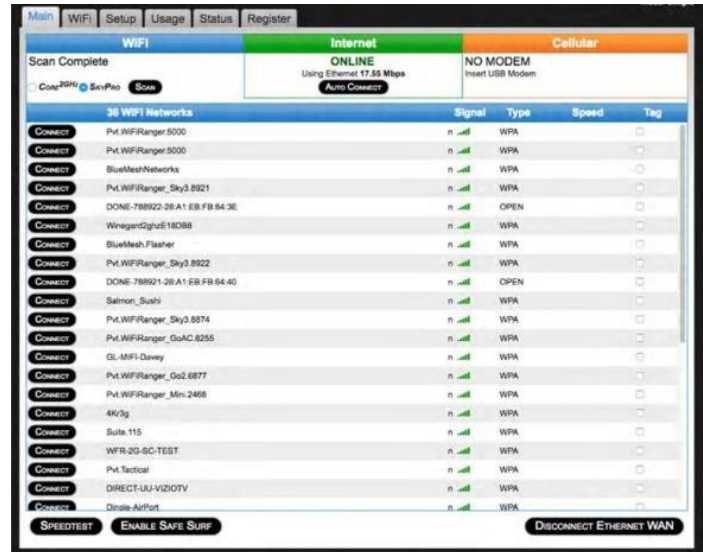 Main WiFi Setup Usage Status Register
WiFi Internet Cellular
Scan Complete ONLINE NO MODEM
Using Ethernet 17.55 Mbps Insert USB Modem
Core 2GHz SkyPro Scan Auto Connect
36 WiFi Networks Signal Type Speed Tag
Connect Pvt.WiFiRanger.5000 n WPA
Connect Pvt.WiFiRanger.5000 n WPA
Connect BlueMeshNetworks n WPA
Connect Pvt.WiFiRanger_Sky3.8921 n WPA
Connect DONE-788922-28:A1:EB:FB:64:3E n OPEN
Connect Winegard2ghzE18DB8 n WPA
Connect BlueMesh.Flasher n WPA
Connect Pvt.WiFiRanger_Sky3.8922 n WPA
Connect DONE-788921-28:A1:EB:FB:64:40 n OPEN
Connect Salmon_Sushi n WPA
Connect Pvt.WiFiRanger_Sky3.8874 n WPA
Connect Pvt.WiFiRanger_GoAC.8255 n WPA
Connect GL-MIFI-Davey n WPA
Connect Pvt.WiFiRanger_Go2.6877 n WPA
Connect Pvt.WiFiRanger_Mini.2468 n WPA
Connect 4Kr3g n WPA
Connect Suite.115 n WPA
Connect WFR-2G-SC-TEST n WPA
Connect Pvt.Tactical n WPA
Connect DIRECT-UU-VIZIOTV n WPA
Connect Dingle-AirPort n WPA
Speedtest Enable Safe Surf Disconnect Ethernet WAN